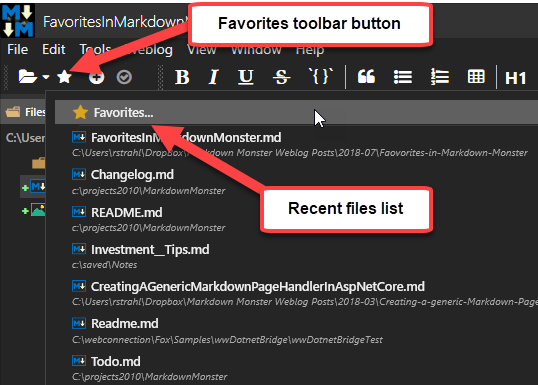 FavoritesInMarkdownM
Favorites toolbar button
File Edit Tools Weblog View Window Help
B I U S `{}` H1
Files
Favorites...
C:\User
FavoritesInMarkdownMonster.md
C:\Users\rstrahl\Dropbox\Markdown Monster Weblog Posts\2018-07\Faovorites-in-Markdown-Monster
Changelog.md
c:\projects2010\MarkdownMonster
README.md
c:\projects2010\MarkdownMonster
Recent files list
Investment__Tips.md
c:\saved\Notes
CreatingAGenericMarkdownPageHandlerInAspNetCore.md
C:\Users\rstrahl\Dropbox\Markdown Monster Weblog Posts\2018-03\Creating-a-generic-Markdown-Page
Readme.md
C:\webconnection\Fox\Samples\wwDotnetBridge\wwDotnetBridgeTest
Todo.md
C:\projects2010\MarkdownMonster